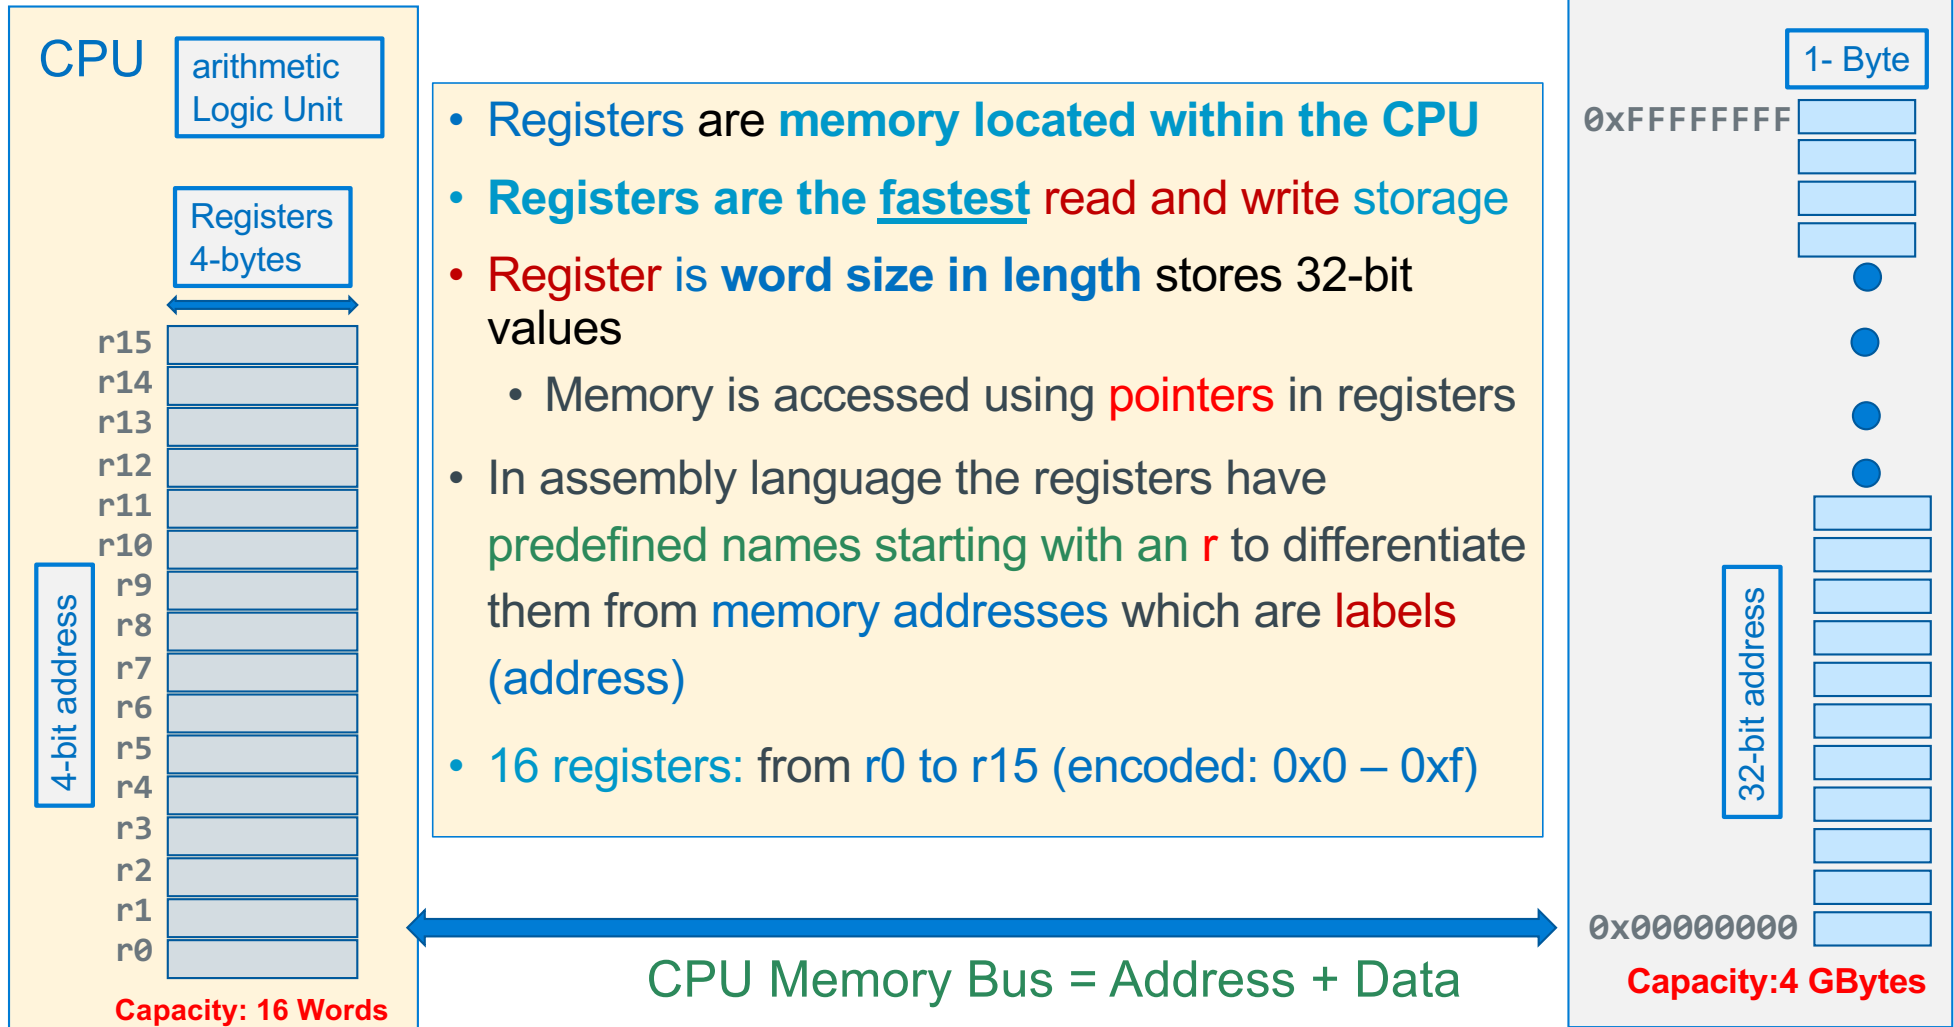 CPU
arithmetic
Logic Unit
Registers
4-bytes
r15
r14
r13
r12
r11
r10
r9
r8
r7
r6
r5
r4
r3
r2
r1
r0
4-bit address
Capacity: 16 Words
• Registers are memory located within the CPU
• Registers are the fastest read and write storage
• Register is word size in length stores 32-bit
values
• Memory is accessed using pointers in registers
• In assembly language the registers have
predefined names starting with an r to differentiate
them from memory addresses which are labels
(address)
• 16 registers: from r0 to r15 (encoded: 0x0 – 0xf)
CPU Memory Bus = Address + Data
1- Byte
0xFFFFFFFF
32-bit address
0x00000000
Capacity:4 GBytes